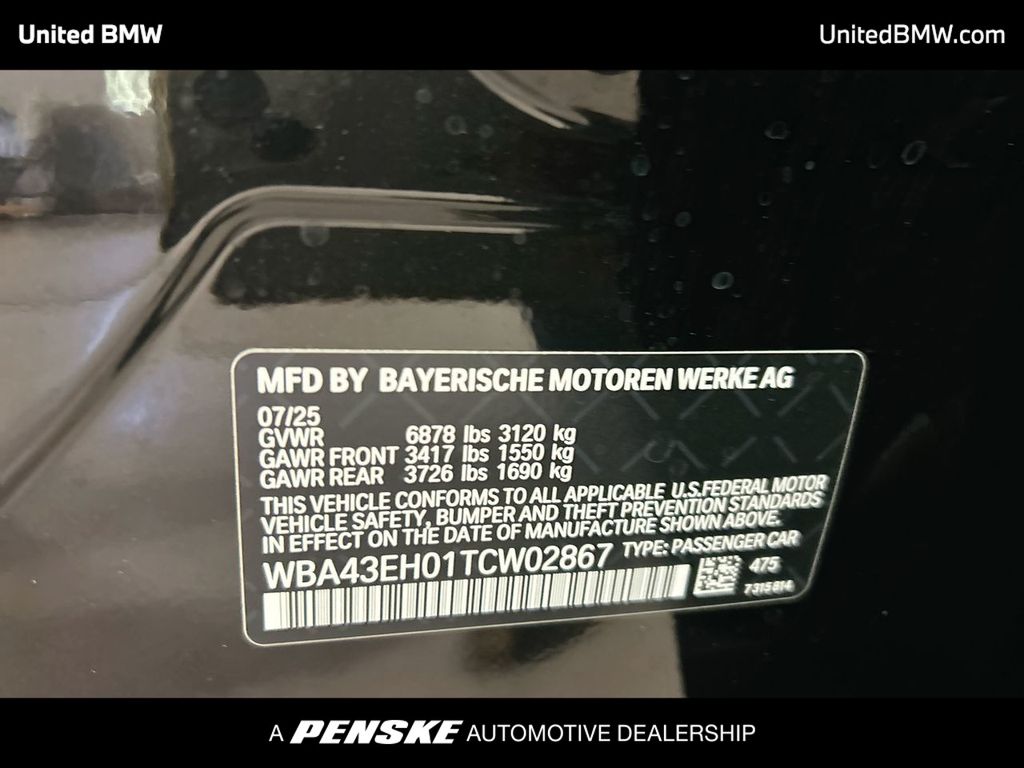 United BMW
UnitedBMW.com
MFD BY BAYERISCHE MOTOREN WERKE AG
07/25
GVWR 6878 lbs 3120 kg
GAWR FRONT 3417 lbs 1550 kg
GAWR REAR 3726 lbs 1690 kg
THIS VEHICLE CONFORMS TO ALL APPLICABLE U.S.FEDERAL MOTOR
VEHICLE SAFETY, BUMPER AND THEFT PREVENTION STANDARDS
IN EFFECT ON THE DATE OF MANUFACTURE SHOWN ABOVE.
WBA43EH01TCW02867 TYPE: PASSENGER CAR
475
7315814
A PENSKE AUTOMOTIVE DEALERSHIP